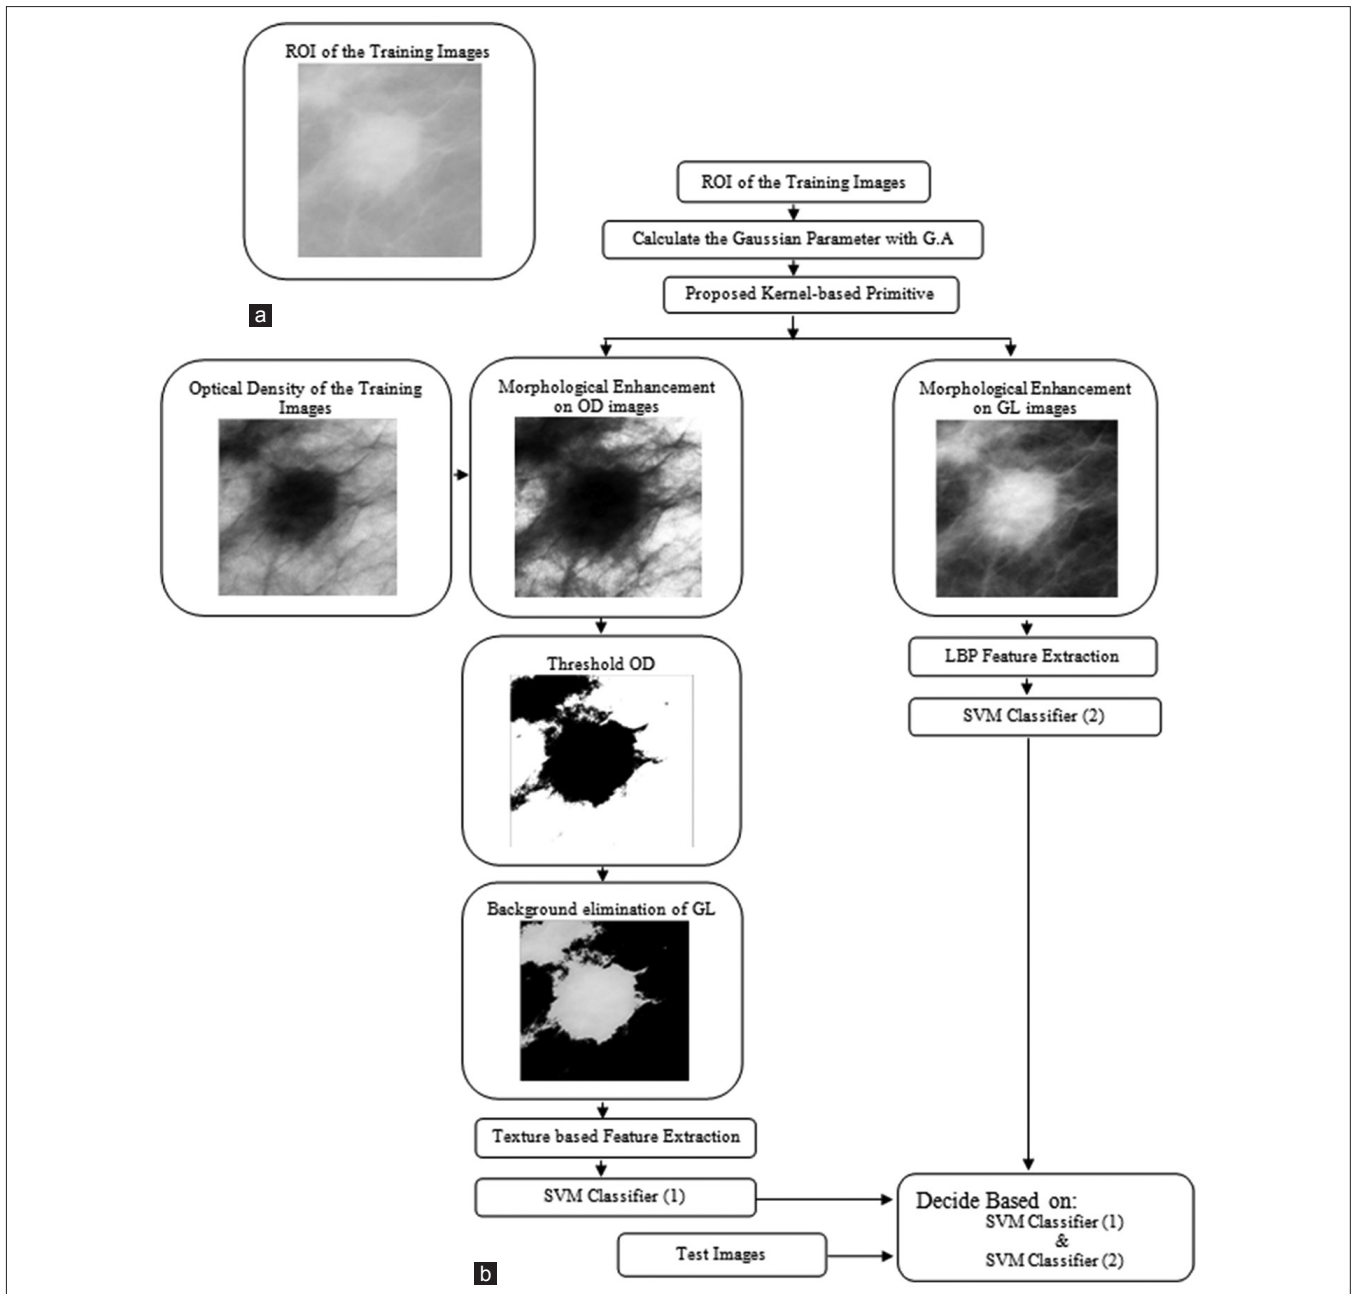 ROI of the Training Images
a
ROI of the Training Images
Calculate the Gaussian Parameter with G.A
Proposed Kernel-based Primitive
Optical Density of the Training
Images
Morphological Enhancement
on OD images
Morphological Enhancement
on GL images
Threshold OD
LBP Feature Extraction
SVM Classifier (2)
Background elimination of GL
Texture based Feature Extraction
SVM Classifier (1)
Test Images
Decide Based on:
SVM Classifier (1)
&
SVM Classifier (2)
b